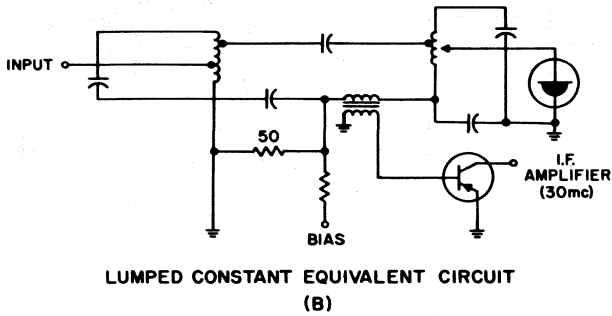 INPUT
50
BIAS
I.F.
AMPLIFIER
(30mc)
LUMPED CONSTANT EQUIVALENT CIRCUIT
(B)